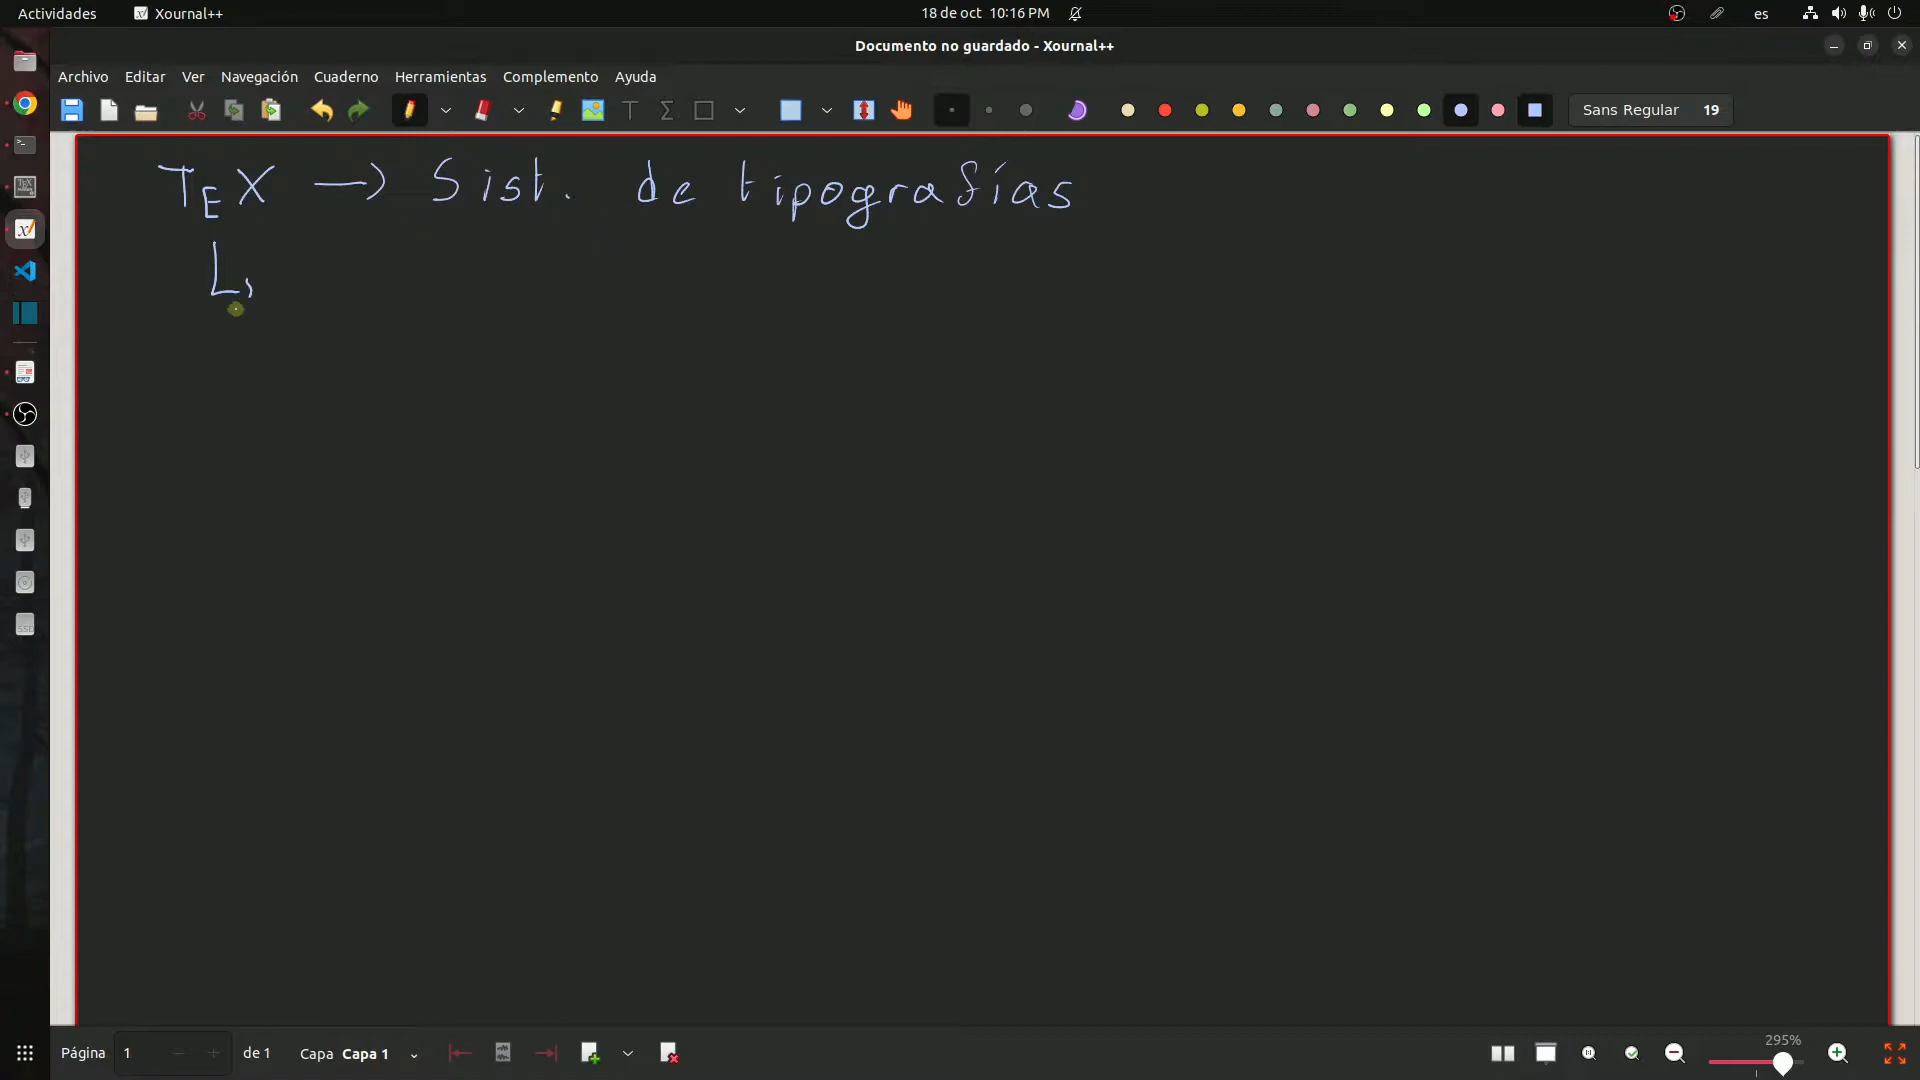 Actividades Xournal++ 18 de oct 10:16 PM es
Documento no guardado - Xournal++
Archivo Editar Ver Navegación Cuaderno Herramientas Complemento Ayuda
Sans Regular 19
TEX → Sist. de tipografías
295%
Página 1 de 1 Capa Capa 1